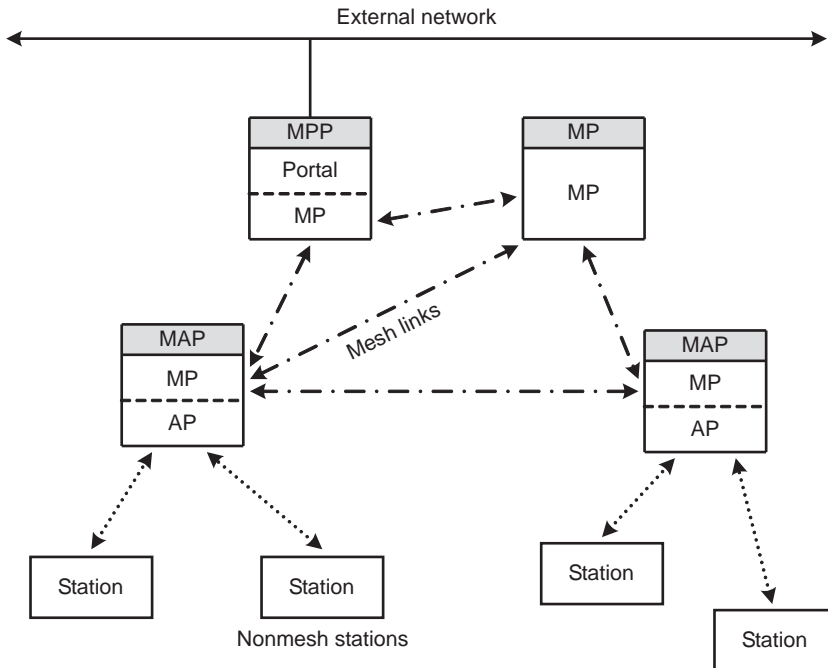 External network
MPP
Portal
MP
MP
MP
Mesh links
MAP
MP
AP
MAP
MP
AP
Station
Station
Station
Station
Nonmesh stations